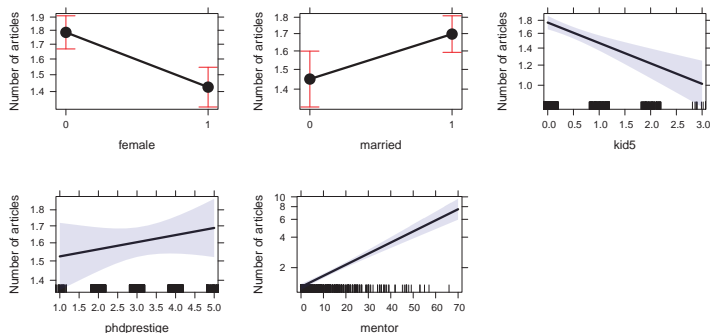 Number of articles
1.9
1.8
1.7
1.6
1.5
1.4
0 1
female
Number of articles
1.8
1.7
1.6
1.5
1.4
0 1
married
Number of articles
1.8
1.6
1.4
1.2
1.0
0.0 0.5 1.0 1.5 2.0 2.5 3.0
kid5
Number of articles
1.8
1.7
1.6
1.5
1.4
1.0 1.5 2.0 2.5 3.0 3.5 4.0 4.5 5.0
phdprestige
Number of articles
10
8
6
4
2
0 10 20 30 40 50 60 70
mentor